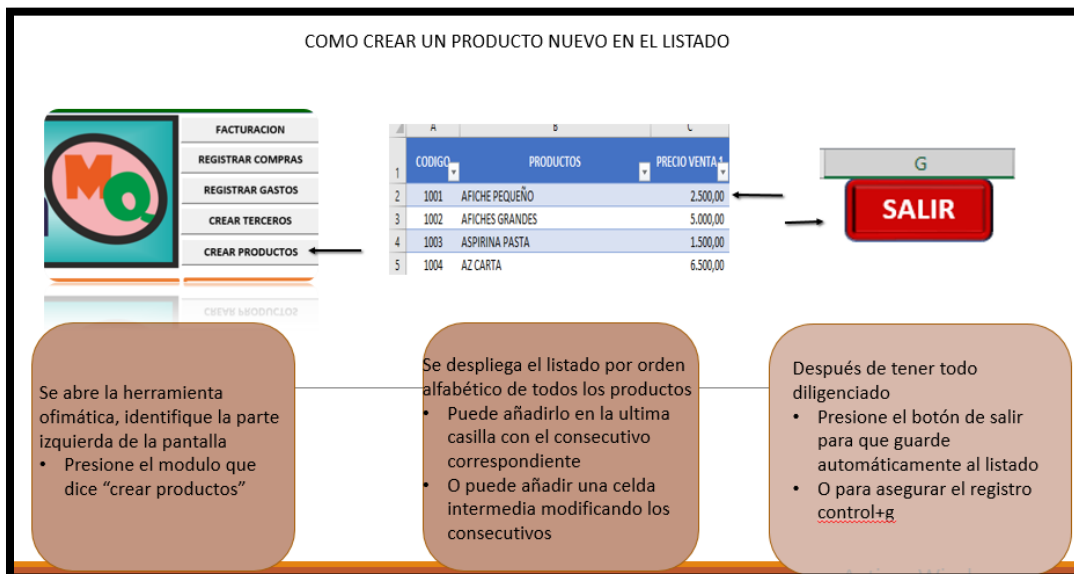 COMO CREAR UN PRODUCTO NUEVO EN EL LISTADO
MQ
FACTURACION
REGISTRAR COMPRAS
REGISTRAR GASTOS
CREAR TERCEROS
CREAR PRODUCTOS
CREAR PRODUCTOS
A B C
1 CODIGO PRODUCTOS PRECIO VENTA 1
2 1001 AFICHE PEQUEÑO 2.500,00
3 1002 AFICHES GRANDES 5.000,00
4 1003 ASPIRINA PASTA 1.500,00
5 1004 AZ CARTA 6.500,00
G
SALIR
Se abre la herramienta
ofimática, identifique la parte
izquierda de la pantalla
• Presione el modulo que
dice “crear productos”
Se despliega el listado por orden
alfabético de todos los productos
• Puede añadirlo en la ultima
casilla con el consecutivo
correspondiente
• O puede añadir una celda
intermedia modificando los
consecutivos
Después de tener todo
diligenciado
• Presione el botón de salir
para que guarde
automáticamente al listado
• O para asegurar el registro
control+g